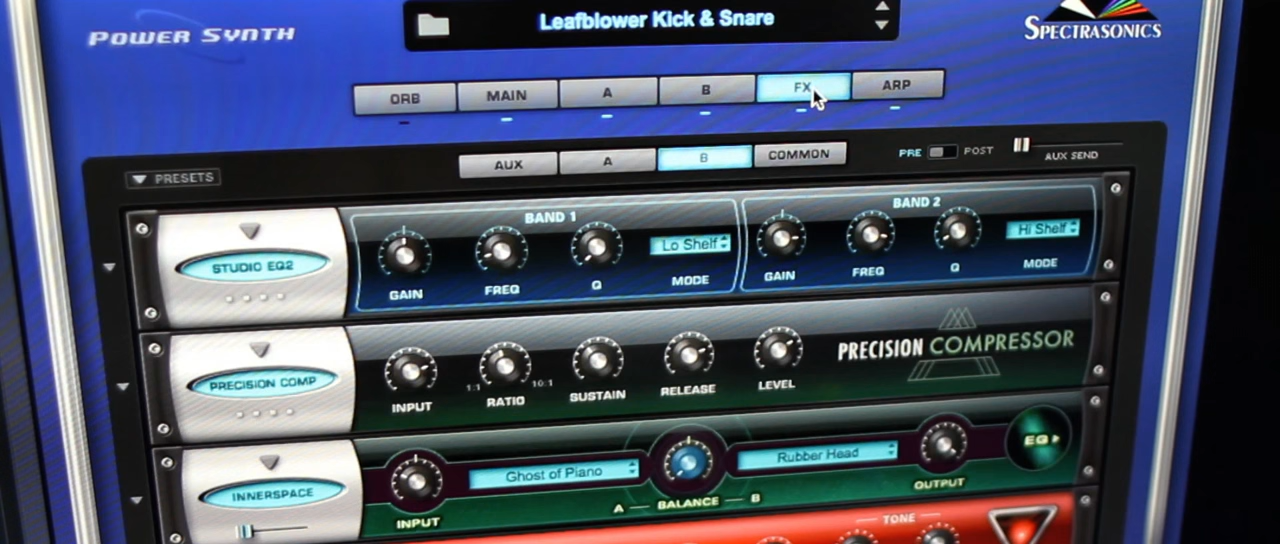 POWER SYNTH
Leafblower Kick & Snare
SPECTRASONICS
ORB MAIN A B FX ARP
AUX A B COMMON PRE POST AUX SEND
PRESETS
STUDIO EQ2
BAND 1
GAIN FREQ Q Lo Shelf MODE
BAND 2
GAIN FREQ Q Hi Shelf MODE
PRECISION COMP
INPUT 1:1 RATIO 10:1 SUSTAIN RELEASE LEVEL
PRECISION COMPRESSOR
INNERSPACE
INPUT Ghost of Piano A BALANCE B Rubber Head OUTPUT EQ
TONE